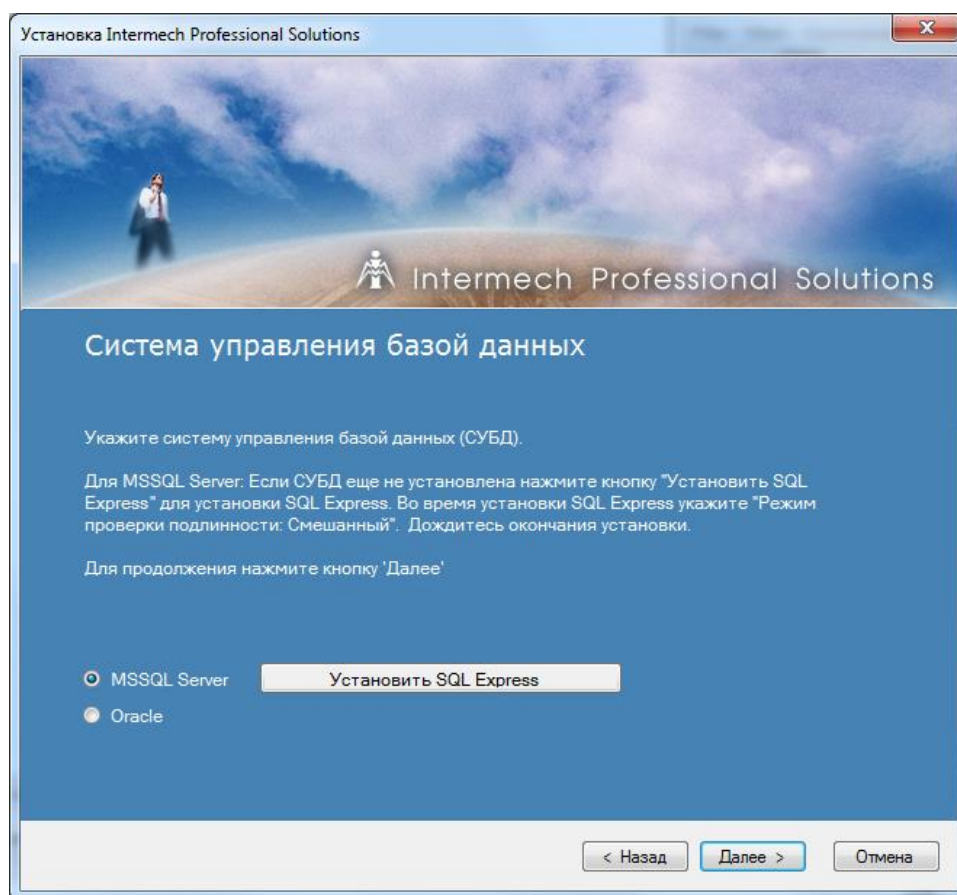 Установка Intermech Professional Solutions
Intermech Professional Solutions
Система управления базой данных
Укажите систему управления базой данных (СУБД).
Для MSSQL Server: Если СУБД еще не установлена нажмите кнопку "Установить SQL
Express" для установки SQL Express. Во время установки SQL Express укажите "Режим
проверки подлинности: Смешанный".  Дождитесь окончания установки.
Для продолжения нажмите кнопку 'Далее'
MSSQL Server Установить SQL Express
Oracle
< Назад Далее > Отмена